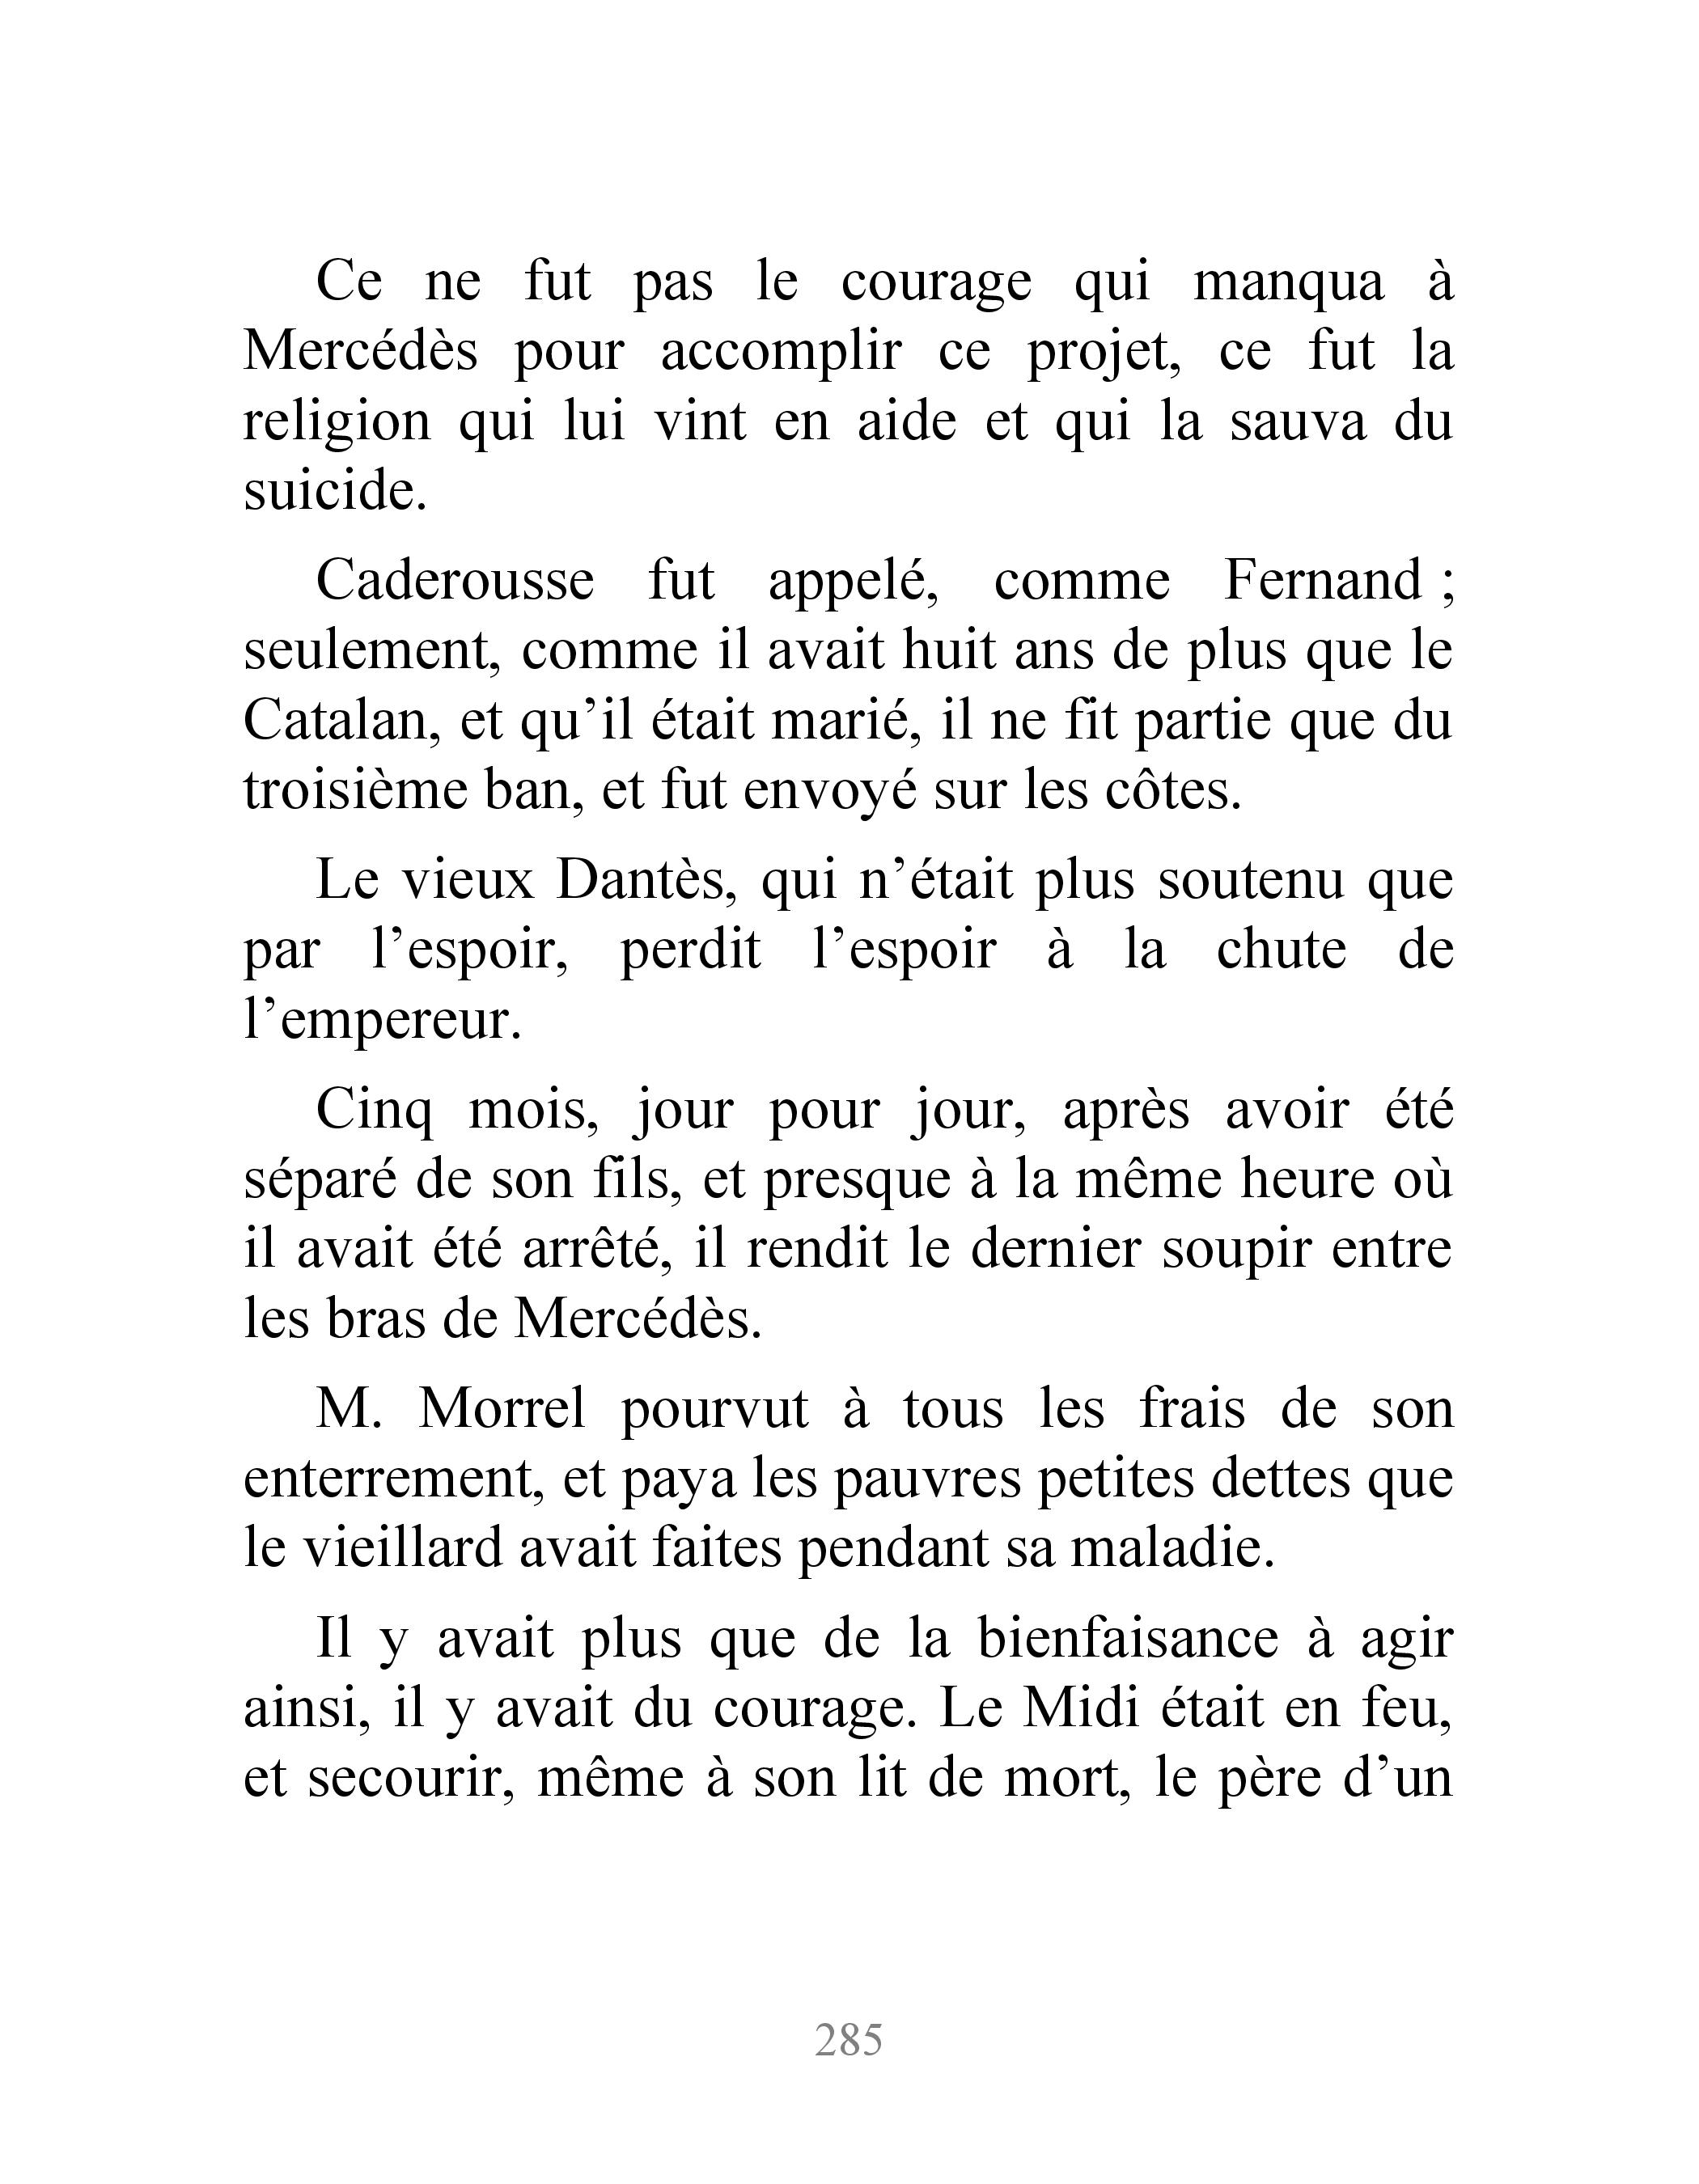 Ce ne fut pas le courage qui manqua à
Mercédès pour accomplir ce projet, ce fut la
religion qui lui vint en aide et qui la sauva du
suicide.
Caderousse fut appelé, comme Fernand ;
seulement, comme il avait huit ans de plus que le
Catalan, et qu’il était marié, il ne fit partie que du
troisième ban, et fut envoyé sur les côtes.
Le vieux Dantès, qui n’était plus soutenu que
par l’espoir, perdit l’espoir à la chute de
l’empereur.
Cinq mois, jour pour jour, après avoir été
séparé de son fils, et presque à la même heure où
il avait été arrêté, il rendit le dernier soupir entre
les bras de Mercédès.
M. Morrel pourvut à tous les frais de son
enterrement, et paya les pauvres petites dettes que
le vieillard avait faites pendant sa maladie.
Il y avait plus que de la bienfaisance à agir
ainsi, il y avait du courage. Le Midi était en feu,
et secourir, même à son lit de mort, le père d’un
285